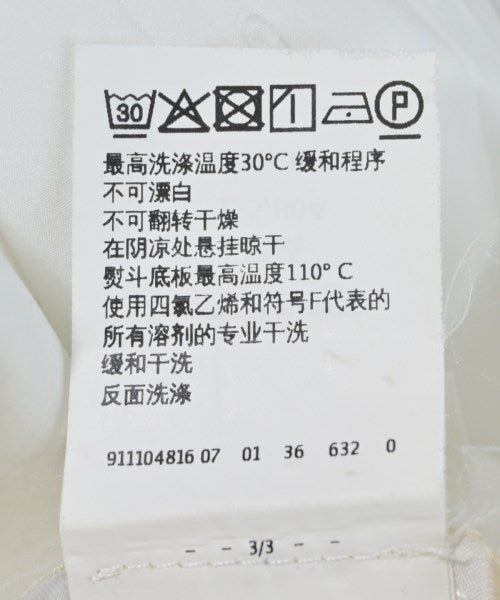 30 P
最高洗涤温度30°C 缓和程序
不可漂白
不可翻转干燥
在阴凉处悬挂晾干
熨斗底板最高温度110° C
使用四氯乙烯和符号F代表的
所有溶剂的专业干洗
缓和干洗
反面洗涤
911104816 07 01 36 632 0
- - 3/3 - -